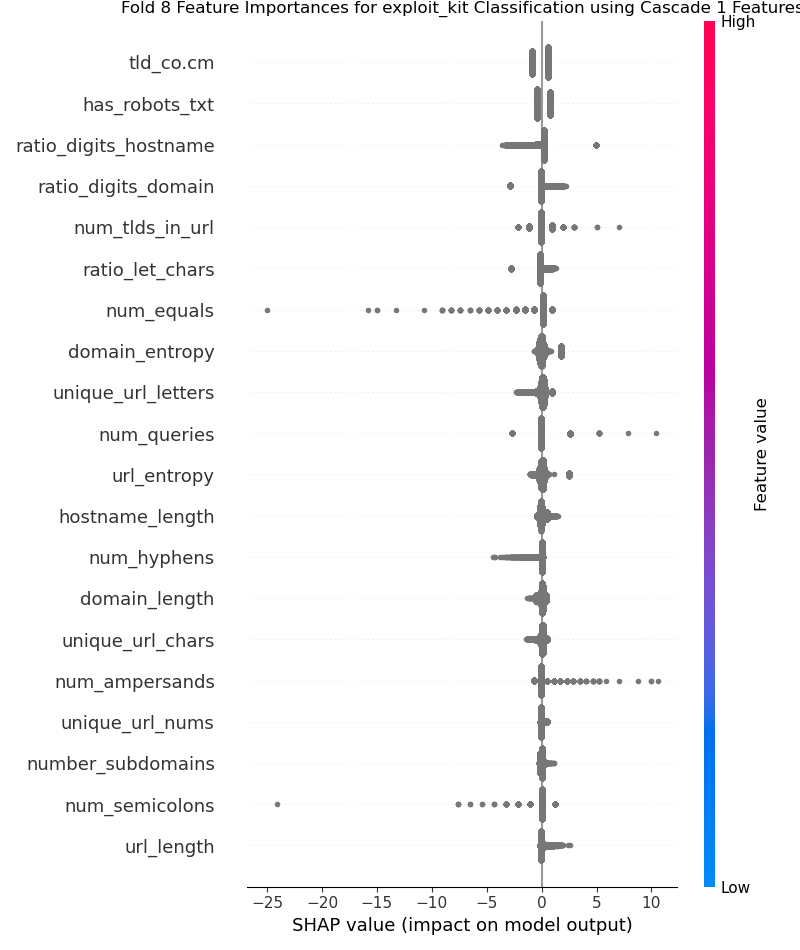 Fold 8 Feature Importances for exploit_kit Classification using Cascade 1 Features
High
tld_co.cm
has_robots_txt
ratio_digits_hostname
ratio_digits_domain
num_tlds_in_url
ratio_let_chars
num_equals
domain_entropy
unique_url_letters
num_queries
url_entropy
hostname_length
num_hyphens
domain_length
unique_url_chars
num_ampersands
unique_url_nums
number_subdomains
num_semicolons
url_length
Feature value
Low
−25 −20 −15 −10 −5 0 5 10
SHAP value (impact on model output)